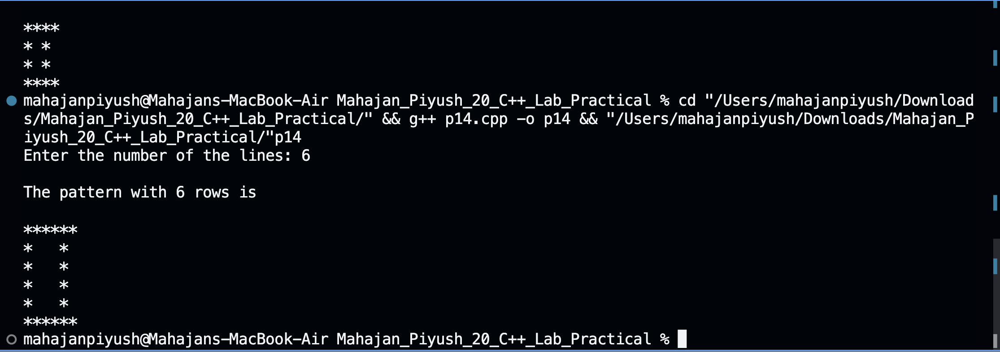 ****
* *
* *
****
mahajanpiyush@Mahajans-MacBook-Air Mahajan_Piyush_20_C++_Lab_Practical % cd "/Users/mahajanpiyush/Download
s/Mahajan_Piyush_20_C++_Lab_Practical/" && g++ p14.cpp -o p14 && "/Users/mahajanpiyush/Downloads/Mahajan_P
iyush_20_C++_Lab_Practical/"p14
Enter the number of the lines: 6

The pattern with 6 rows is

******
*   *
*   *
*   *
*   *
******
mahajanpiyush@Mahajans-MacBook-Air Mahajan_Piyush_20_C++_Lab_Practical %